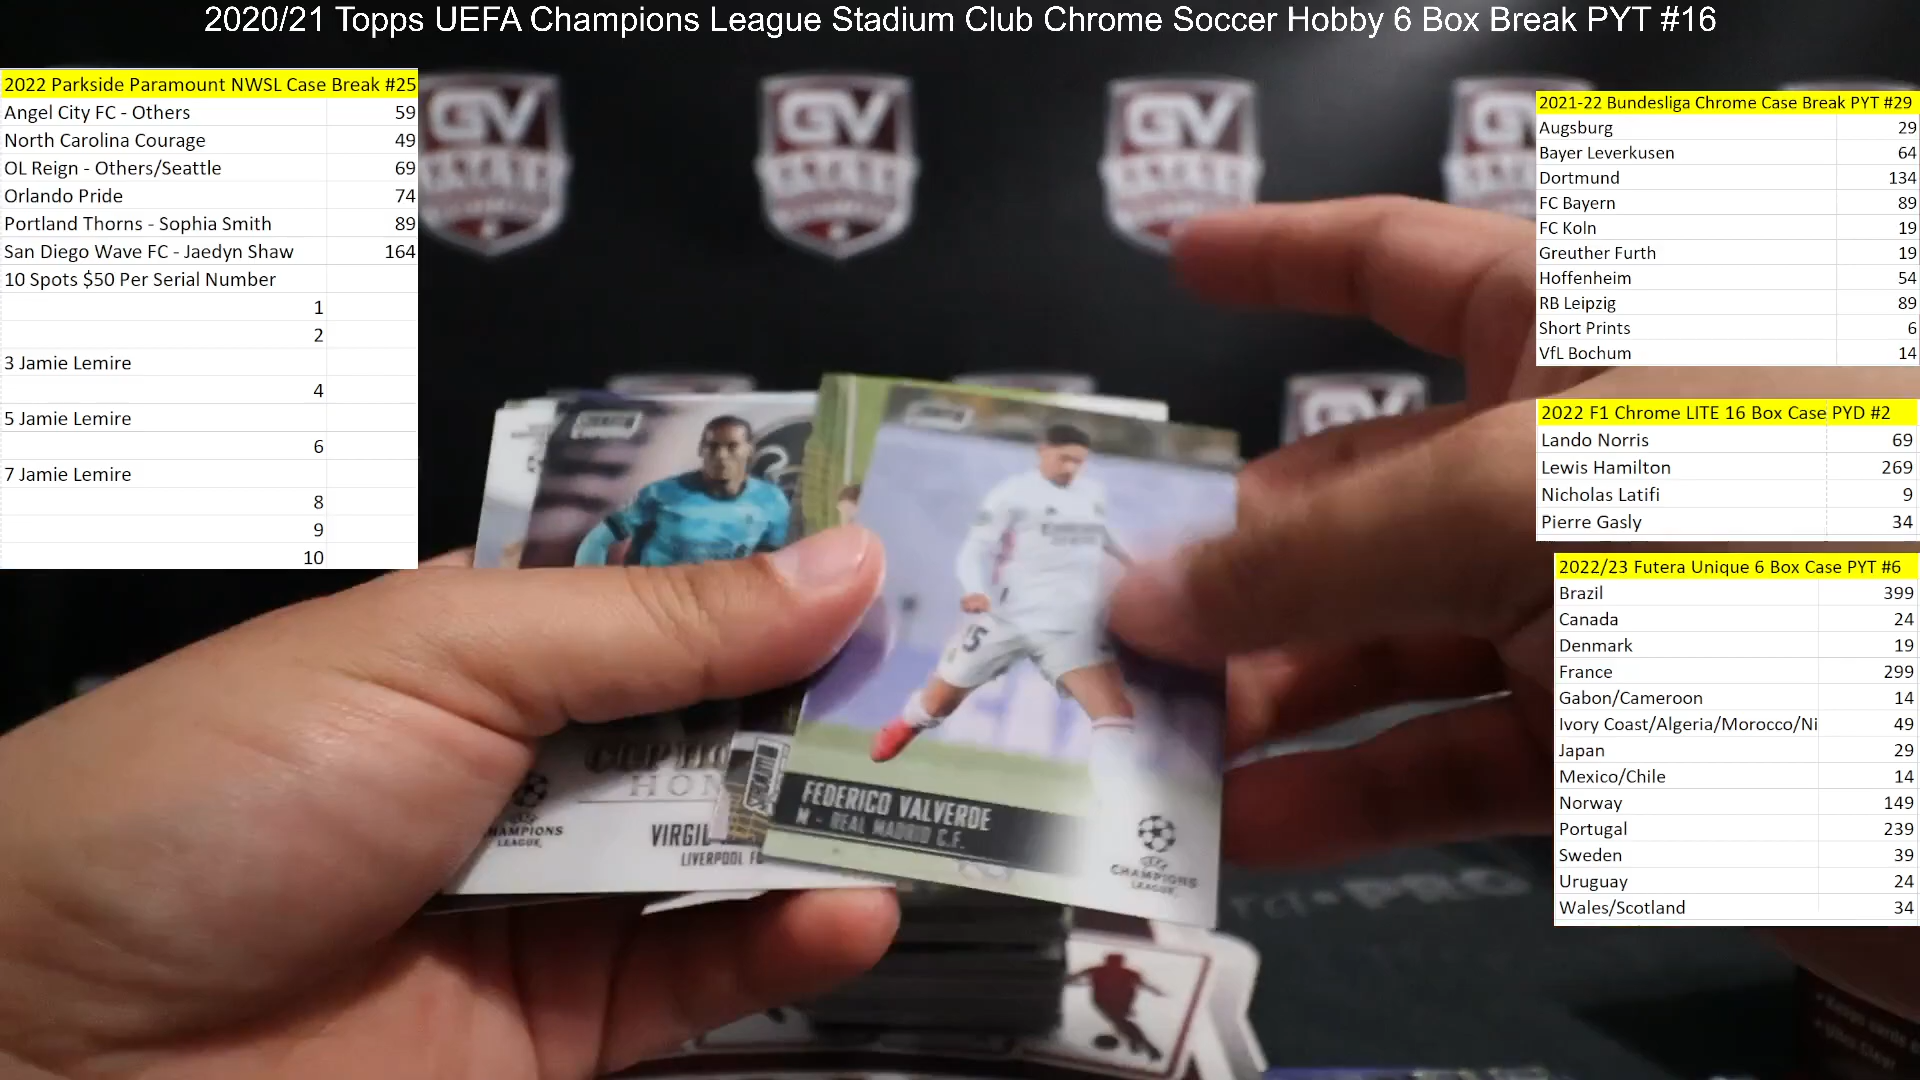 2020/21 Topps UEFA Champions League Stadium Club Chrome Soccer Hobby 6 Box Break PYT #16
2022 Parkside Paramount NWSL Case Break #25
Angel City FC - Others 59
North Carolina Courage 49
OL Reign - Others/Seattle 69
Orlando Pride 74
Portland Thorns - Sophia Smith 89
San Diego Wave FC - Jaedyn Shaw 164
10 Spots $50 Per Serial Number
1
2
3 Jamie Lemire
4
5 Jamie Lemire
6
7 Jamie Lemire
8
9
10
2021-22 Bundesliga Chrome Case Break PYT #29
Augsburg 29
Bayer Leverkusen 64
Dortmund 134
FC Bayern 89
FC Koln 19
Greuther Furth 19
Hoffenheim 54
RB Leipzig 89
Short Prints 6
VfL Bochum 14
2022 F1 Chrome LITE 16 Box Case PYD #2
Lando Norris 69
Lewis Hamilton 269
Nicholas Latifi 9
Pierre Gasly 34
2022/23 Futera Unique 6 Box Case PYT #6
Brazil 399
Canada 24
Denmark 19
France 299
Gabon/Cameroon 14
Ivory Coast/Algeria/Morocco/Ni 49
Japan 29
Mexico/Chile 14
Norway 149
Portugal 239
Sweden 39
Uruguay 24
Wales/Scotland 34
GV
GV
GV
GV
FEDERICO VALVERDE
M - REAL MADRID C.F.
CHAMPIONS
LEAGUE
HON
VIRGIL
LIVERPOOL F
CHAMPIONS
LEAGUE
15